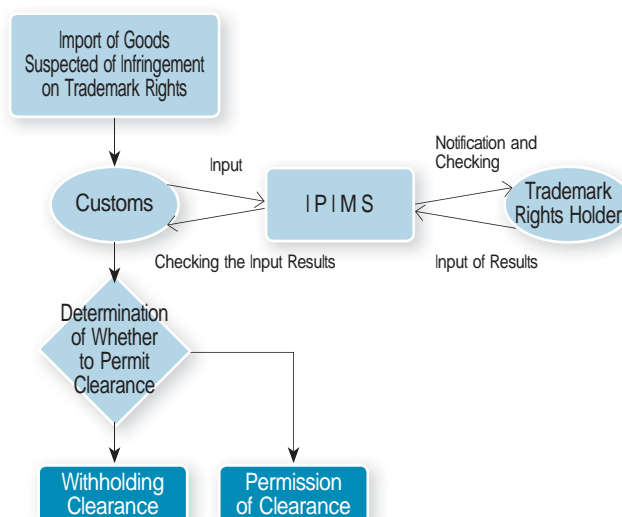 Import of Goods
Suspected of Infringement
on Trademark Rights
Notification and
Checking
Input
Customs
IPIMS
Trademark
Rights Holder
Checking the Input Results
Input of Results
Determination
of Whether
to Permit
Clearance
Withholding
Clearance
Permission
of Clearance